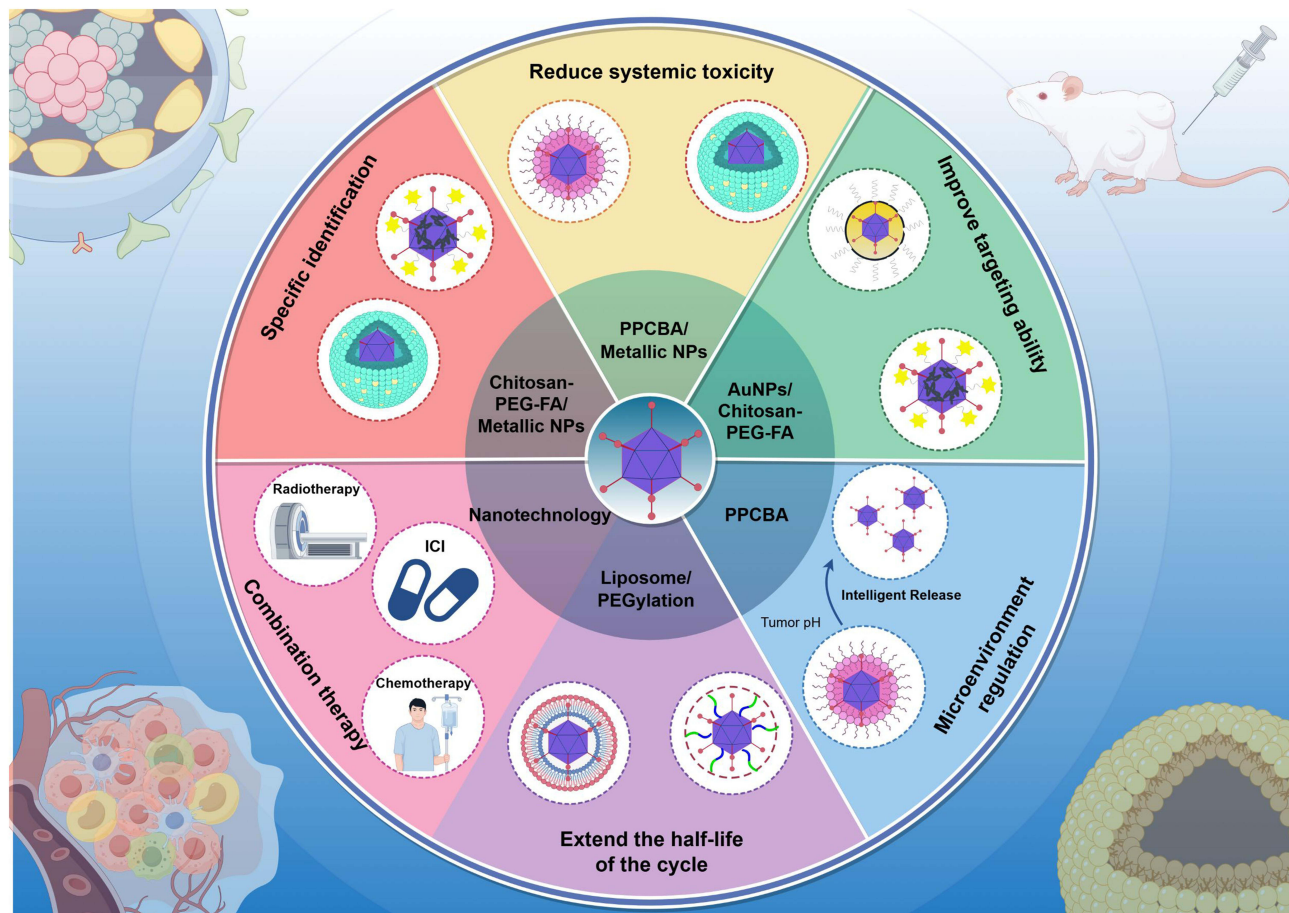 Reduce systemic toxicity
Specific identification
Improve targeting ability
PPCBA/
Metallic NPs
Chitosan-
PEG-FA/
Metallic NPs
AuNPs/
Chitosan-
PEG-FA
Nanotechnology
PPCBA
Liposome/
PEGylation
Radiotherapy
ICI
Chemotherapy
Combination therapy
Intelligent Release
Tumor pH
Microenvironment
regulation
Extend the half-life
of the cycle